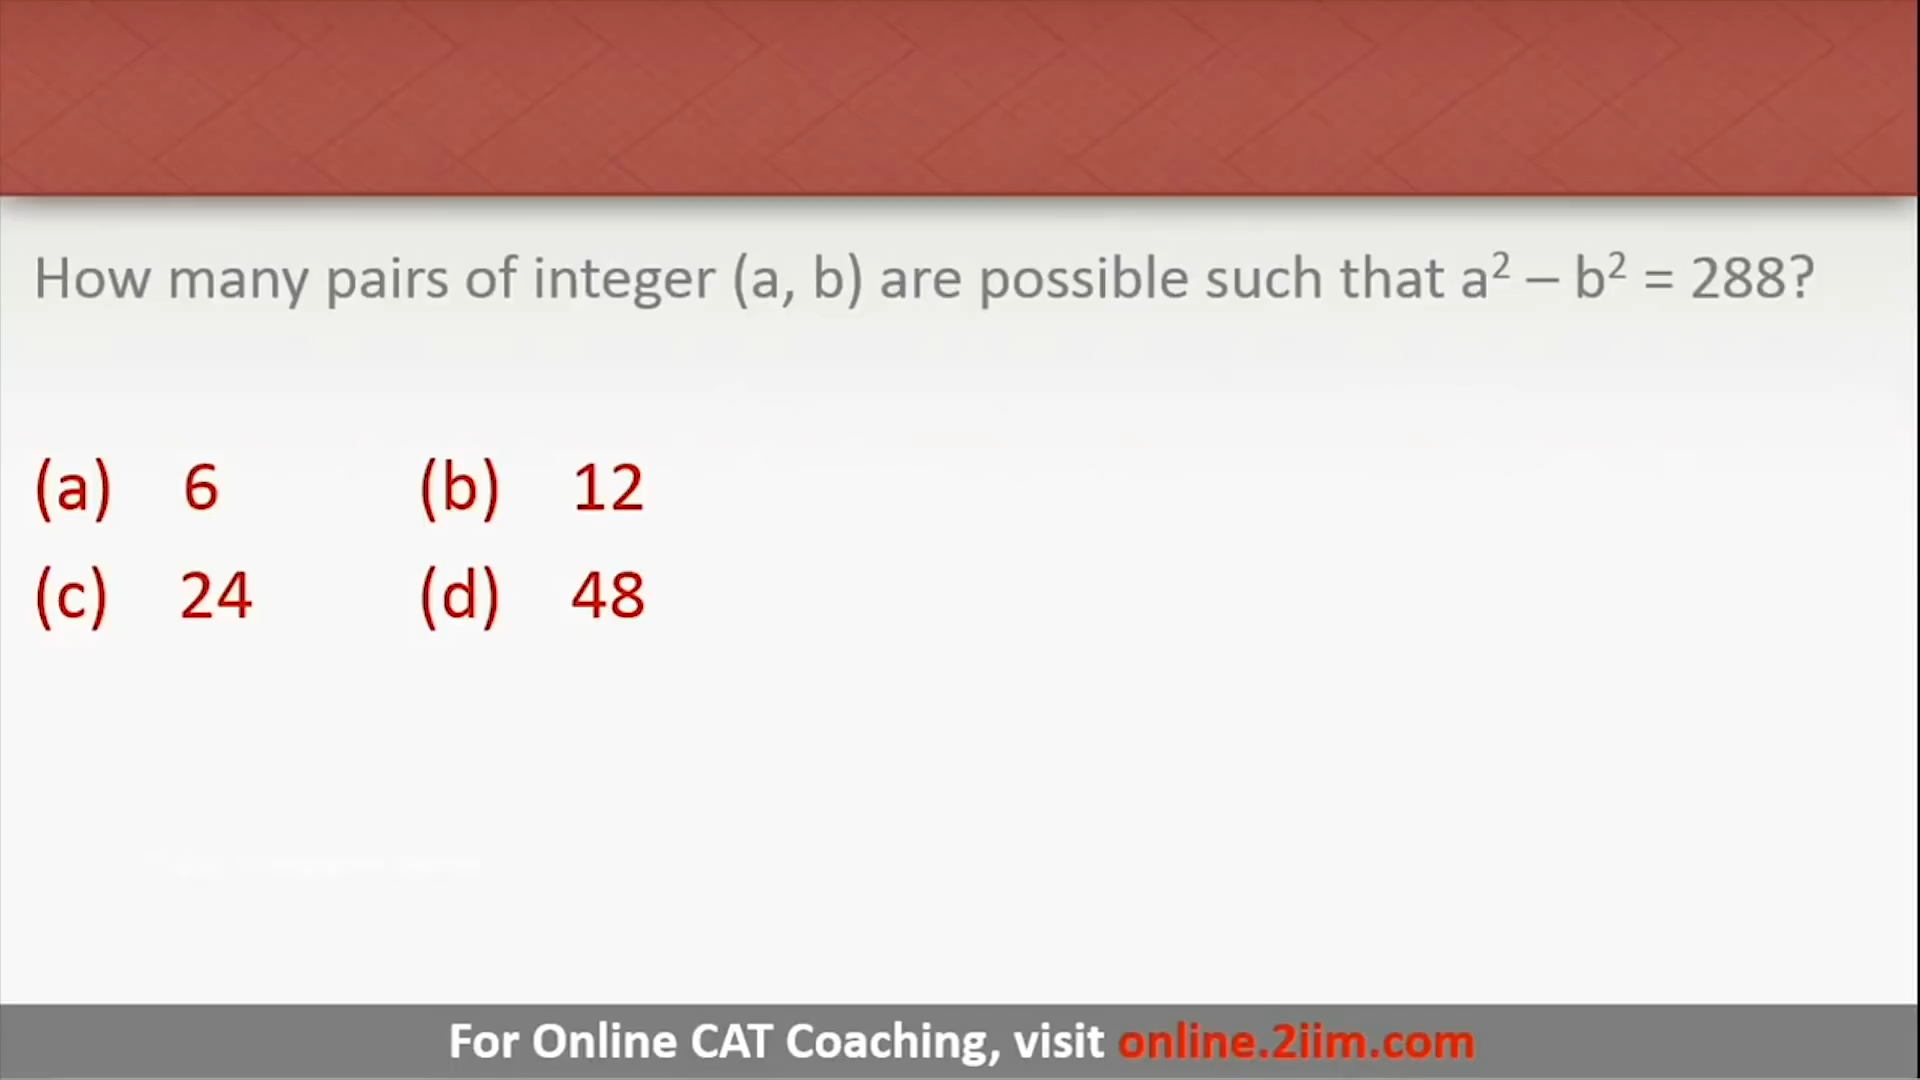 How many pairs of integer (a, b) are possible such that a² – b² = 288?
(a) 6 (b) 12
(c) 24 (d) 48
For Online CAT Coaching, visit online.2iim.com